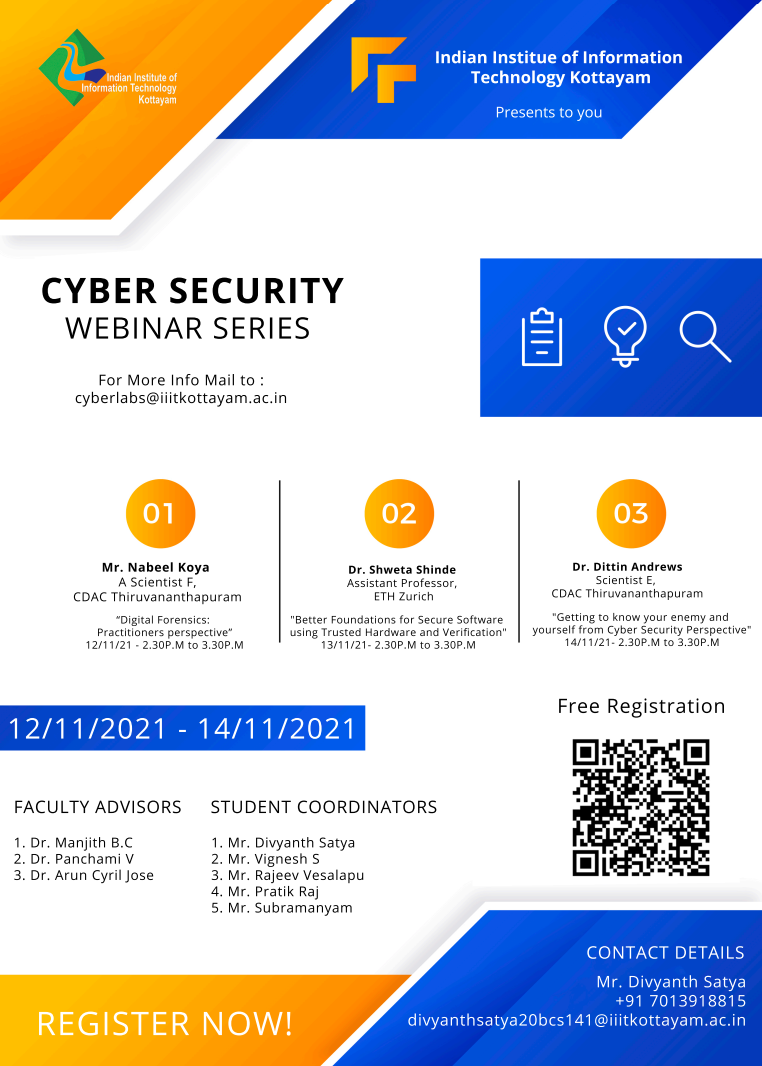 Indian Institute of
Information Technology
Kottayam
Indian Institue of Information
Technology Kottayam
Presents to you
CYBER SECURITY
WEBINAR SERIES
For More Info Mail to :
cyberlabs@iiitkottayam.ac.in
01
Mr. Nabeel Koya
A Scientist F,
CDAC Thiruvananthapuram
“Digital Forensics:
Practitioners perspective”
12/11/21 - 2.30P.M to 3.30P.M
02
Dr. Shweta Shinde
Assistant Professor,
ETH Zurich
"Better Foundations for Secure Software
using Trusted Hardware and Verification"
13/11/21- 2.30P.M to 3.30P.M
03
Dr. Dittin Andrews
Scientist E,
CDAC Thiruvananthapuram
"Getting to know your enemy and
yourself from Cyber Security Perspective"
14/11/21- 2.30P.M to 3.30P.M
12/11/2021 - 14/11/2021
Free Registration
FACULTY ADVISORS
1. Dr. Manjith B.C
2. Dr. Panchami V
3. Dr. Arun Cyril Jose
STUDENT COORDINATORS
1. Mr. Divyanth Satya
2. Mr. Vignesh S
3. Mr. Rajeev Vesalapu
4. Mr. Pratik Raj
5. Mr. Subramanyam
CONTACT DETAILS
Mr. Divyanth Satya
+91 7013918815
divyanthsatya20bcs141@iiitkottayam.ac.in
REGISTER NOW!